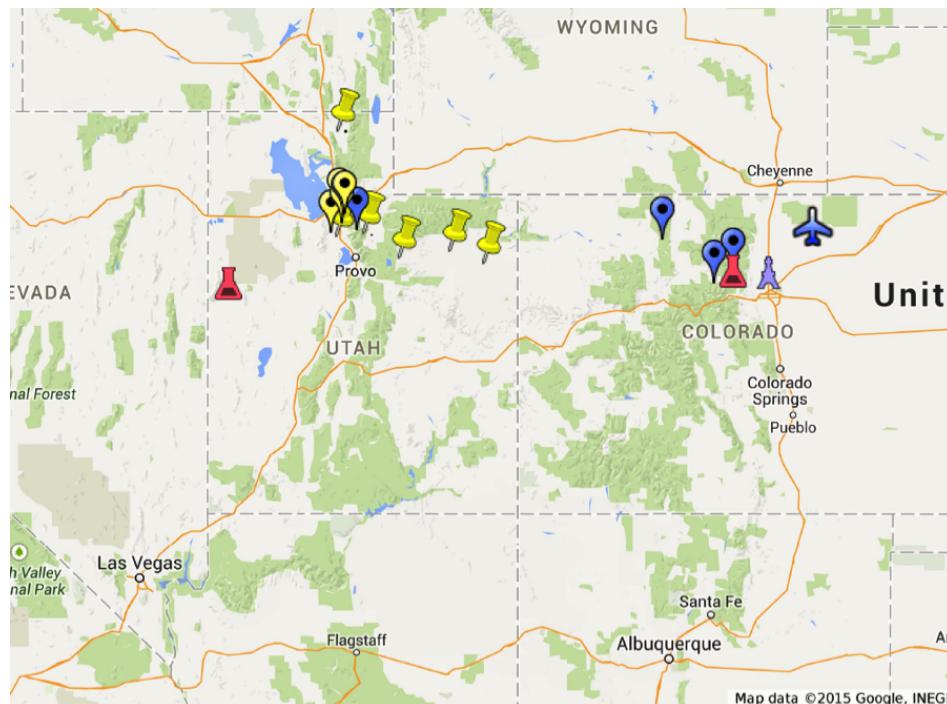 WYOMING
Cheyenne
Provo
EVADA
Unit
UTAH
COLORADO
Colorado
Springs
nal Forest
Pueblo
Las Vegas
h Valley
nal Park
Santa Fe
Flagstaff
Albuquerque
A
Map data ©2015 Google, INEG